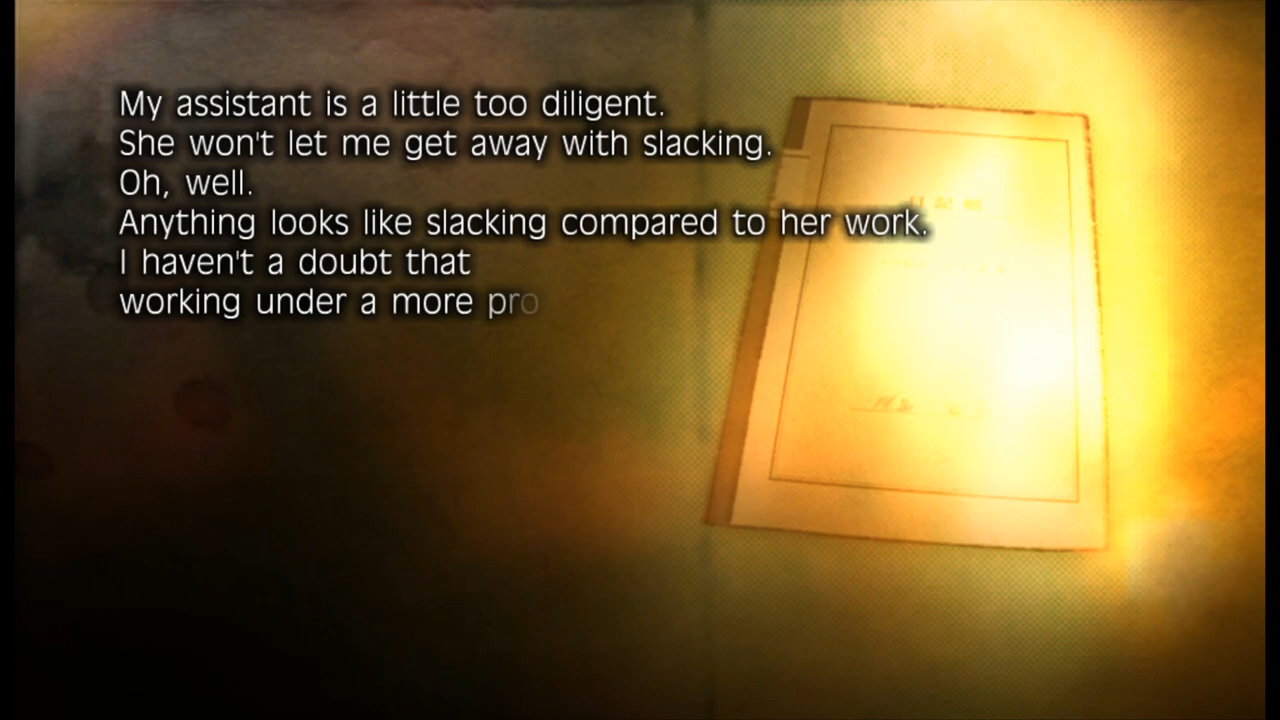 My assistant is a little too diligent.
She won't let me get away with slacking.
Oh, well.
Anything looks like slacking compared to her work.
I haven't a doubt that
working under a more pro